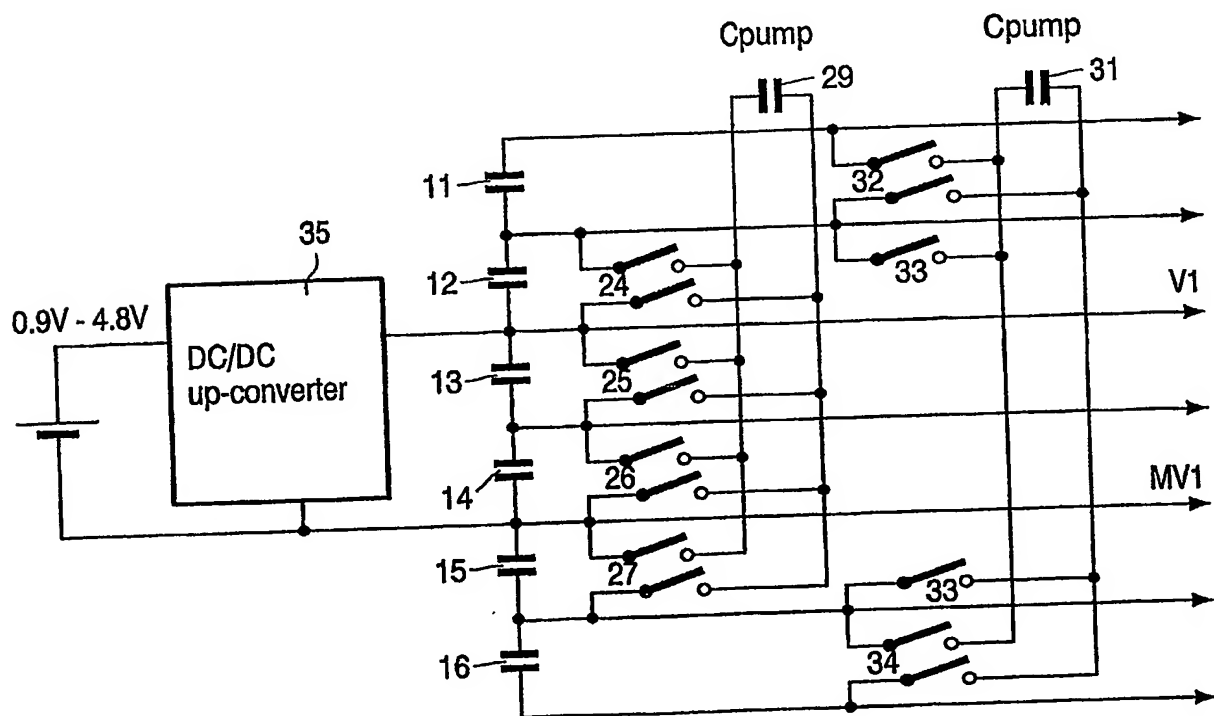 Cpump
Cpump
29
31
11
32
35
24
33
12
V1
0.9V - 4.8V
DC/DC
up-converter
13
25
26
14
MV1
15
27
33
34
16